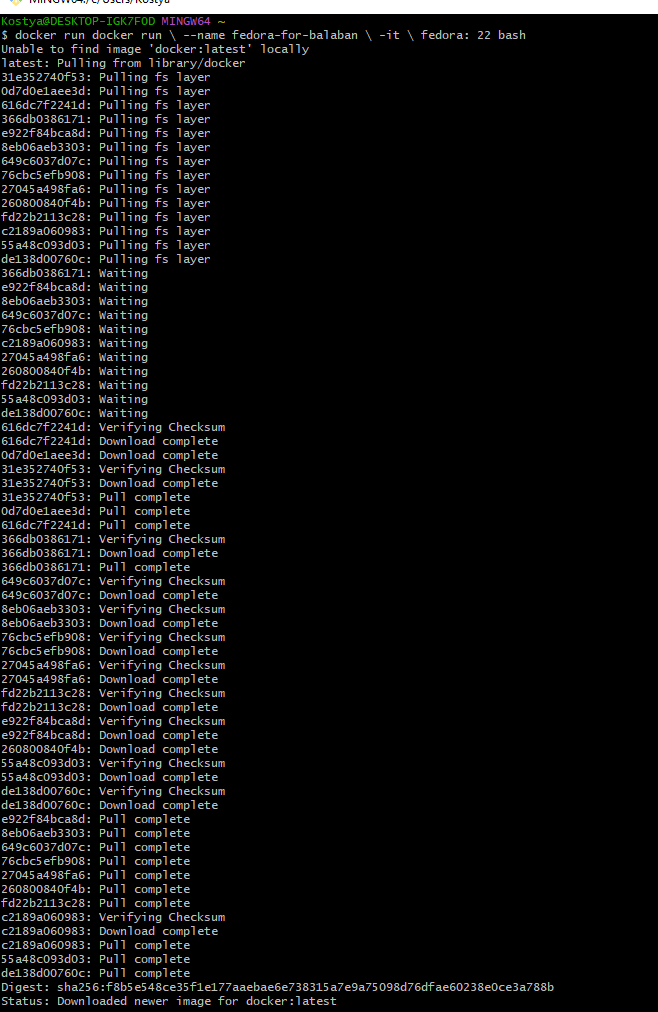 MINGW64:/c/Users/Kostya
Kostya@DESKTOP-IGK7FOD MINGW64 ~
$ docker run docker run \ --name fedora-for-balaban \ -it \ fedora: 22 bash
Unable to find image 'docker:latest' locally
latest: Pulling from library/docker
31e352740f53: Pulling fs layer
0d7d0e1aee3d: Pulling fs layer
616dc7f2241d: Pulling fs layer
366db0386171: Pulling fs layer
e922f84bca8d: Pulling fs layer
8eb06aeb3303: Pulling fs layer
649c6037d07c: Pulling fs layer
76cbc5efb908: Pulling fs layer
27045a498fa6: Pulling fs layer
260800840f4b: Pulling fs layer
fd22b2113c28: Pulling fs layer
c2189a060983: Pulling fs layer
55a48c093d03: Pulling fs layer
de138d00760c: Pulling fs layer
366db0386171: Waiting
e922f84bca8d: Waiting
8eb06aeb3303: Waiting
649c6037d07c: Waiting
76cbc5efb908: Waiting
c2189a060983: Waiting
27045a498fa6: Waiting
260800840f4b: Waiting
fd22b2113c28: Waiting
55a48c093d03: Waiting
de138d00760c: Waiting
616dc7f2241d: Verifying Checksum
616dc7f2241d: Download complete
0d7d0e1aee3d: Download complete
31e352740f53: Verifying Checksum
31e352740f53: Download complete
31e352740f53: Pull complete
0d7d0e1aee3d: Pull complete
616dc7f2241d: Pull complete
366db0386171: Verifying Checksum
366db0386171: Download complete
366db0386171: Pull complete
649c6037d07c: Verifying Checksum
649c6037d07c: Download complete
8eb06aeb3303: Verifying Checksum
8eb06aeb3303: Download complete
76cbc5efb908: Verifying Checksum
76cbc5efb908: Download complete
27045a498fa6: Verifying Checksum
27045a498fa6: Download complete
fd22b2113c28: Verifying Checksum
fd22b2113c28: Download complete
e922f84bca8d: Verifying Checksum
e922f84bca8d: Download complete
260800840f4b: Download complete
55a48c093d03: Verifying Checksum
55a48c093d03: Download complete
de138d00760c: Verifying Checksum
de138d00760c: Download complete
e922f84bca8d: Pull complete
8eb06aeb3303: Pull complete
649c6037d07c: Pull complete
76cbc5efb908: Pull complete
27045a498fa6: Pull complete
260800840f4b: Pull complete
fd22b2113c28: Pull complete
c2189a060983: Verifying Checksum
c2189a060983: Download complete
c2189a060983: Pull complete
55a48c093d03: Pull complete
de138d00760c: Pull complete
Digest: sha256:f8b5e548ce35f1e177aaebae6e738315a7e9a75098d76dfae60238e0ce3a788b
Status: Downloaded newer image for docker:latest